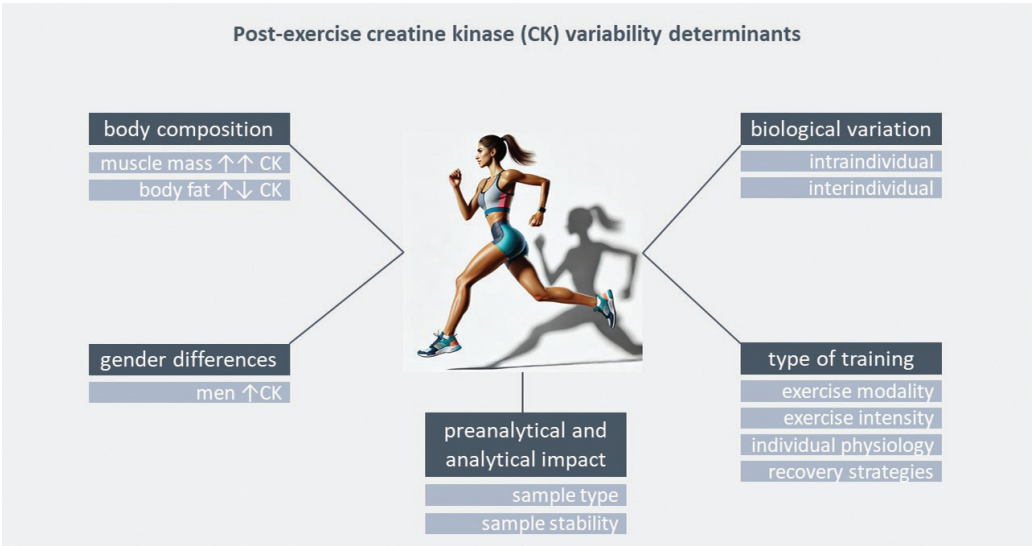 Post-exercise creatine kinase (CK) variability determinants
body composition
muscle mass ↑↑ CK
body fat ↑↓ CK
gender differences
men ↑CK
preanalytical and
analytical impact
sample type
sample stability
biological variation
intraindividual
interindividual
type of training
exercise modality
exercise intensity
individual physiology
recovery strategies